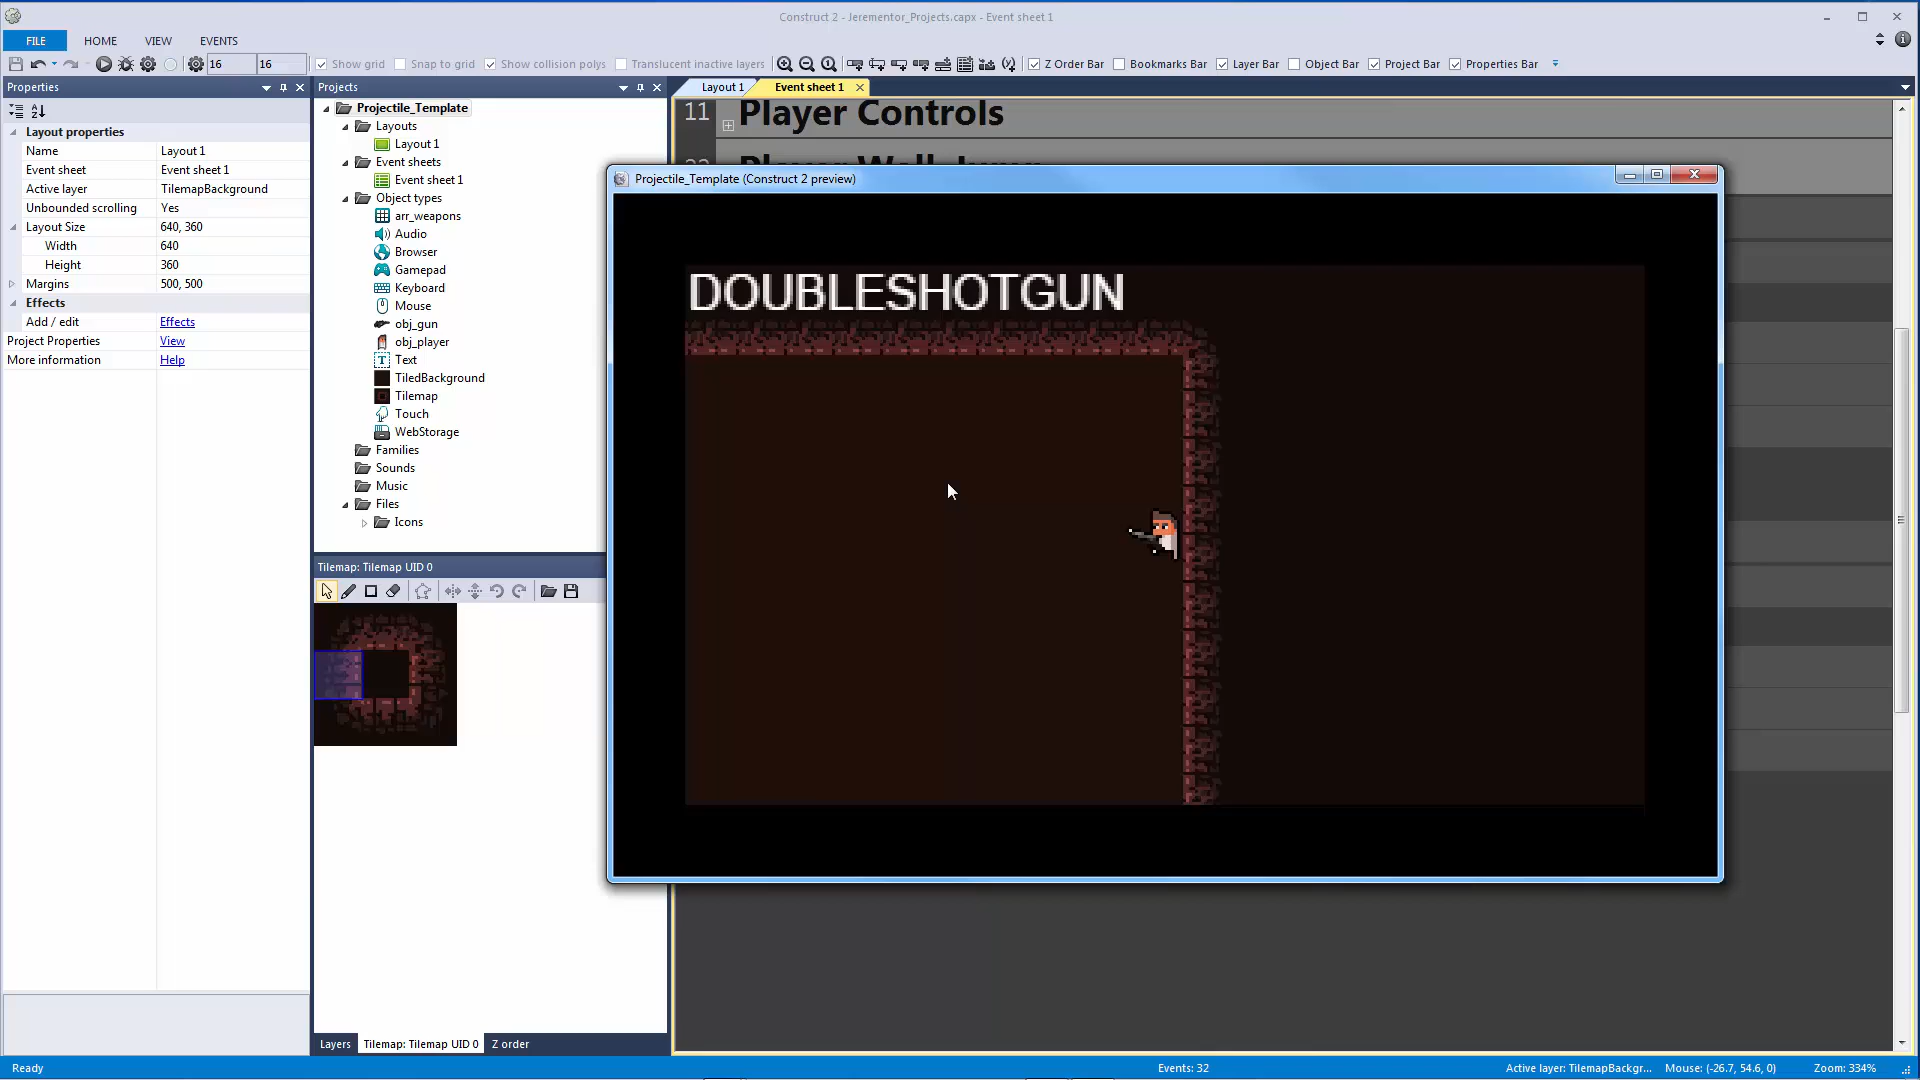 Construct 2 - Jerementor_Projects.capx - Event sheet 1
FILE HOME VIEW EVENTS
16 16 Show grid Snap to grid Show collision polys Translucent inactive layers Z Order Bar Bookmarks Bar Layer Bar Object Bar Project Bar Properties Bar
Properties
Layout properties
Name Layout 1
Event sheet Event sheet 1
Active layer TilemapBackground
Unbounded scrolling Yes
Layout Size 640, 360
Width 640
Height 360
Margins 500, 500
Effects
Add / edit Effects
Project Properties View
More information Help
Projects
Projectile_Template
Layouts
Layout 1
Event sheets
Event sheet 1
Object types
arr_weapons
Audio
Browser
Gamepad
Keyboard
Mouse
obj_gun
obj_player
Text
TiledBackground
Tilemap
Touch
WebStorage
Families
Sounds
Music
Files
Icons
Tilemap: Tilemap UID 0
Layers Tilemap: Tilemap UID 0 Z order
Layout 1 Event sheet 1
11 Player Controls
Player Wall Jump
Projectile_Template (Construct 2 preview)
DOUBLESHOTGUN
Ready Events: 32 Active layer: TilemapBackgr... Mouse: (-26.7, 54.6, 0) Zoom: 334%